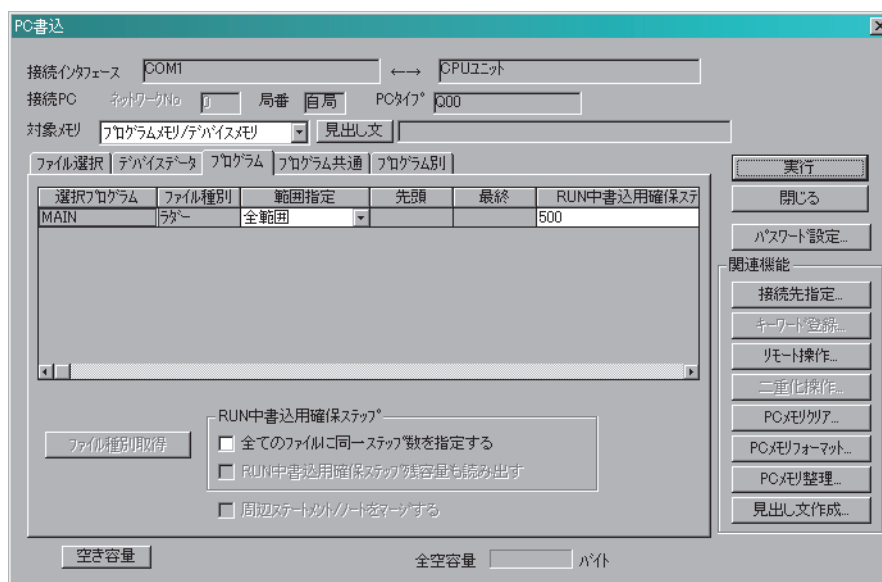 PC書込
接続インタフェース COM1 ←→ CPUユニット
接続PC ネットワークNo 0 局番 自局 PCタイプ Q00
対象メモリ プログラムメモリ/デバイスメモリ 見出し文
ファイル選択 デバイスデータ プログラム プログラム共通 プログラム別
実行
選択プログラム ファイル種別 範囲指定 先頭 最終 RUN中書込用確保ステ
閉じる
MAIN ラダー 全範囲 500
パスワード設定...
関連機能
接続先指定...
キーワード登録...
リモート操作...
二重化操作...
RUN中書込用確保ステップ
PCメモリクリア...
ファイル種別取得 全てのファイルに同一ステップ数を指定する
PCメモリフォーマット...
RUN中書込用確保ステップ残容量も読み出す
PCメモリ整理...
周辺ステートメント/ノートをマージする
見出し文作成...
空き容量 全空容量 バイト